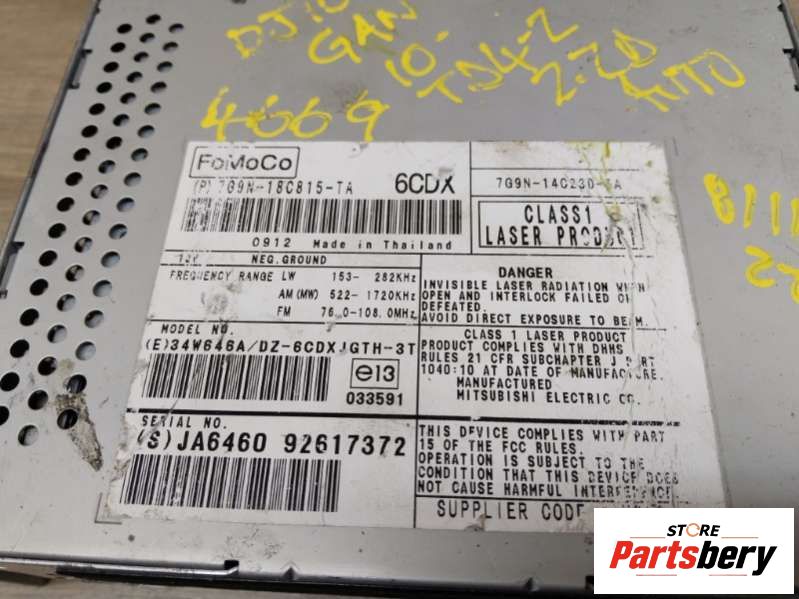 GAN
10.
TD4-2
2.2D
4669
FoMoCo
(P) 7G9N-18C815-TA 6CDX
7G9N-14C230-
CLASS1
LASER PRODUCT
0912 Made in Thailand
NEG.GROUND
FREQUENCY RANGE LW 153- 282KHz
AM(MW) 522-1720KHz
FM 76.0-108.0MHz
DANGER
INVISIBLE LASER RADIATION WHEN
OPEN AND INTERLOCK FAILED OR
DEFEATED.
AVOID DIRECT EXPOSURE TO BEAM.
MODEL NO.
(E)34W646A/DZ-6CDXJGTH-3T
e13
033591
CLASS 1 LASER PRODUCT
PRODUCT COMPLIES WITH DHHS
RULES 21 CFR SUBCHAPTER J PART
1040:10 AT DATE OF MANUFACTURE.
MANUFACTURED
MITSUBISHI ELECTRIC CO.
SERIAL NO.
(S)JA6460 92617372
THIS DEVICE COMPLIES WITH PART
15 OF THE FCC RULES.
OPERATION IS SUBJECT TO THE
CONDITION THAT THIS DEVICE DOES
NOT CAUSE HARMFUL INTERFERENCE
SUPPLIER CODE
STORE
Partsbery